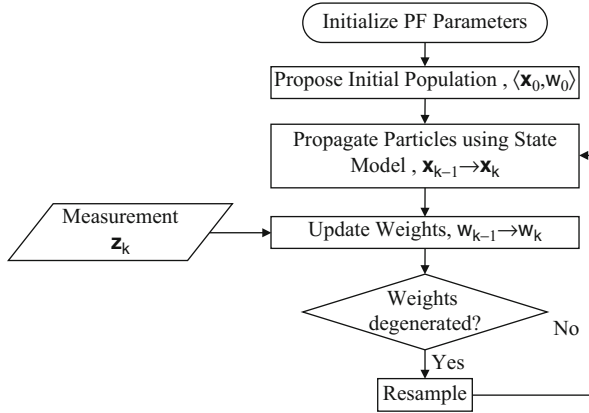 Initialize PF Parameters
Propose Initial Population , ⟨x₀,w₀⟩
Propagate Particles using State
Model , xₖ₋₁→xₖ
Measurement
zₖ
Update Weights, wₖ₋₁→wₖ
Weights
degenerated?
No
Yes
Resample